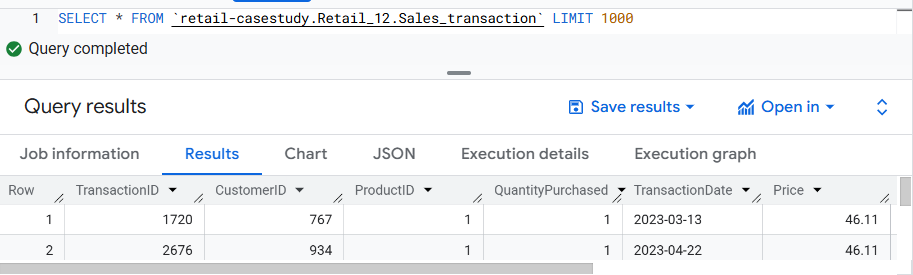 1 SELECT * FROM `retail-casestudy.Retail_12.Sales_transaction` LIMIT 1000
Query completed
Query results Save results Open in
Job information Results Chart JSON Execution details Execution graph
Row TransactionID CustomerID ProductID QuantityPurchased TransactionDate Price
1 1720 767 1 1 2023-03-13 46.11
2 2676 934 1 1 2023-04-22 46.11